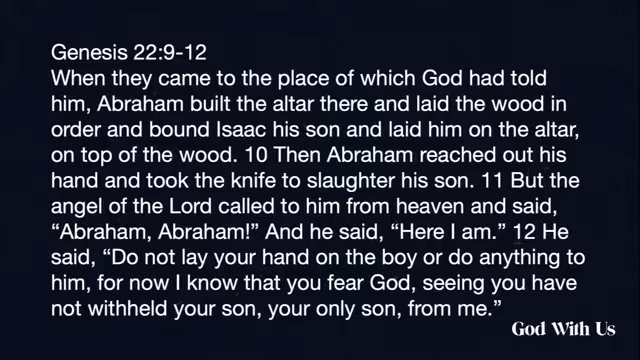 Genesis 22:9-12
When they came to the place of which God had told
him, Abraham built the altar there and laid the wood in
order and bound Isaac his son and laid him on the altar,
on top of the wood. 10 Then Abraham reached out his
hand and took the knife to slaughter his son. 11 But the
angel of the Lord called to him from heaven and said,
“Abraham, Abraham!” And he said, “Here I am.” 12 He
said, “Do not lay your hand on the boy or do anything to
him, for now I know that you fear God, seeing you have
not withheld your son, your only son, from me.”
God With Us